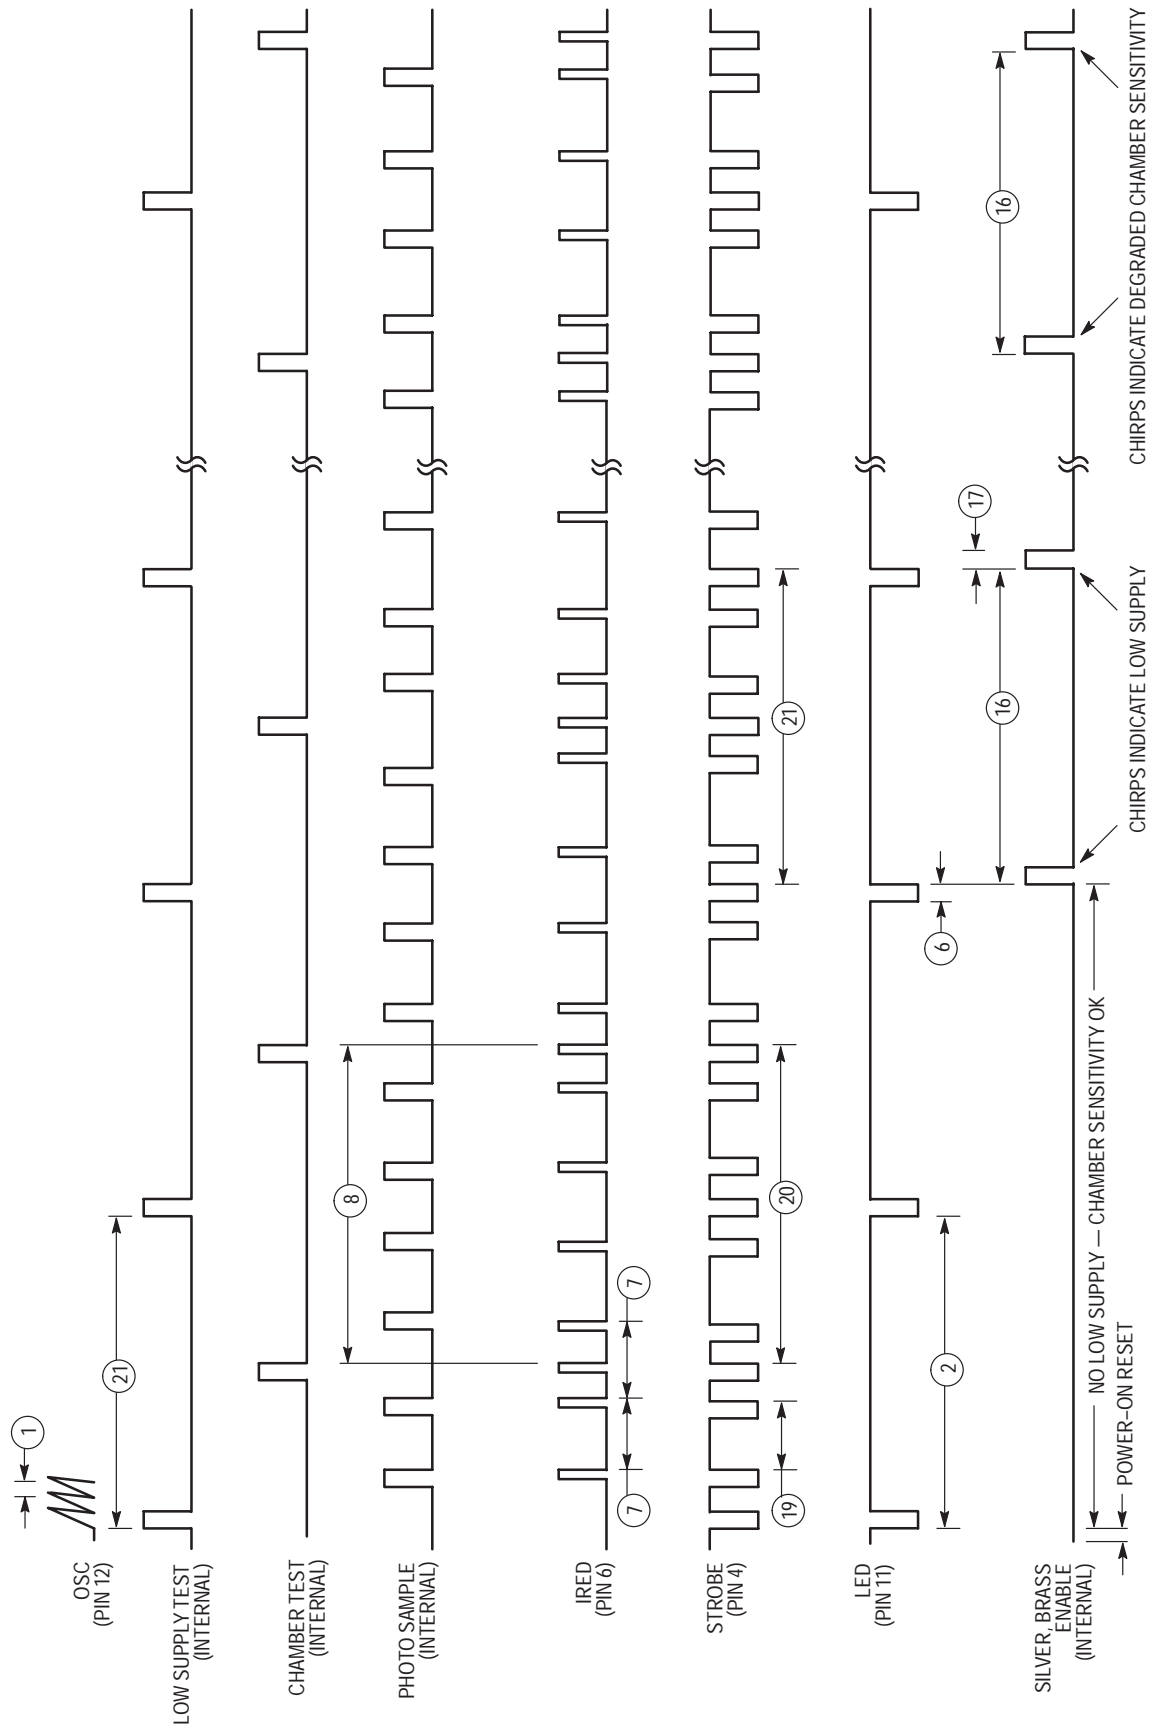 OSC
(PIN 12)
1
LOW SUPPLY TEST
(INTERNAL)
21
CHAMBER TEST
(INTERNAL)
8
PHOTO SAMPLE
(INTERNAL)
IRED
(PIN 6)
7
7
STROBE
(PIN 4)
19
20
21
LED
(PIN 11)
2
6
16
17
16
SILVER, BRASS
ENABLE
(INTERNAL)
NO LOW SUPPLY — CHAMBER SENSITIVITY OK
POWER–ON RESET
CHIRPS INDICATE LOW SUPPLY
CHIRPS INDICATE DEGRADED CHAMBER SENSITIVITY